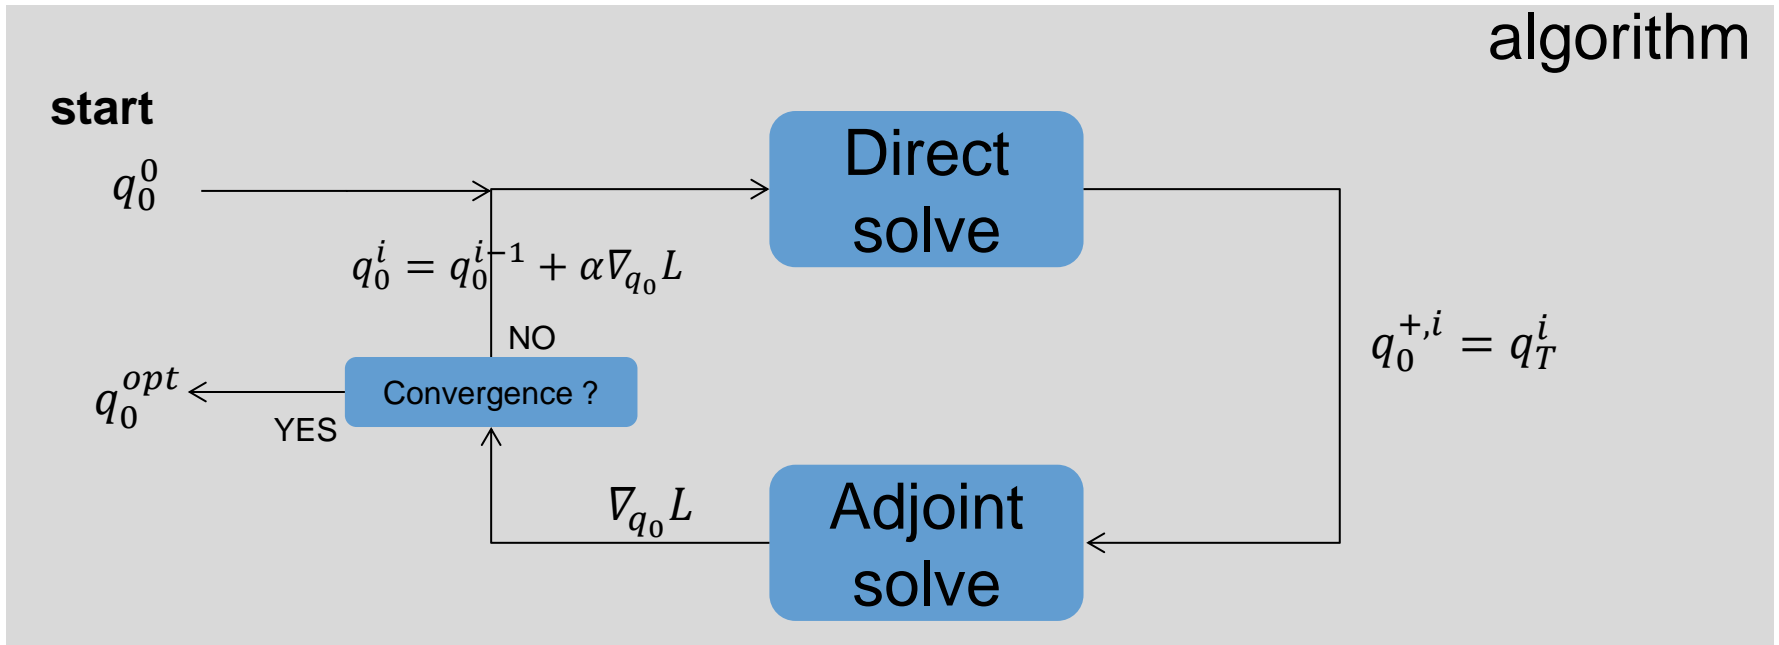 algorithm
start
q_0^0
Direct
solve
q_0^i = q_0^{i-1} + α∇_{q_0} L
NO
q_0^{+,i} = q_T^i
q_0^{opt}
Convergence ?
YES
∇_{q_0} L
Adjoint
solve